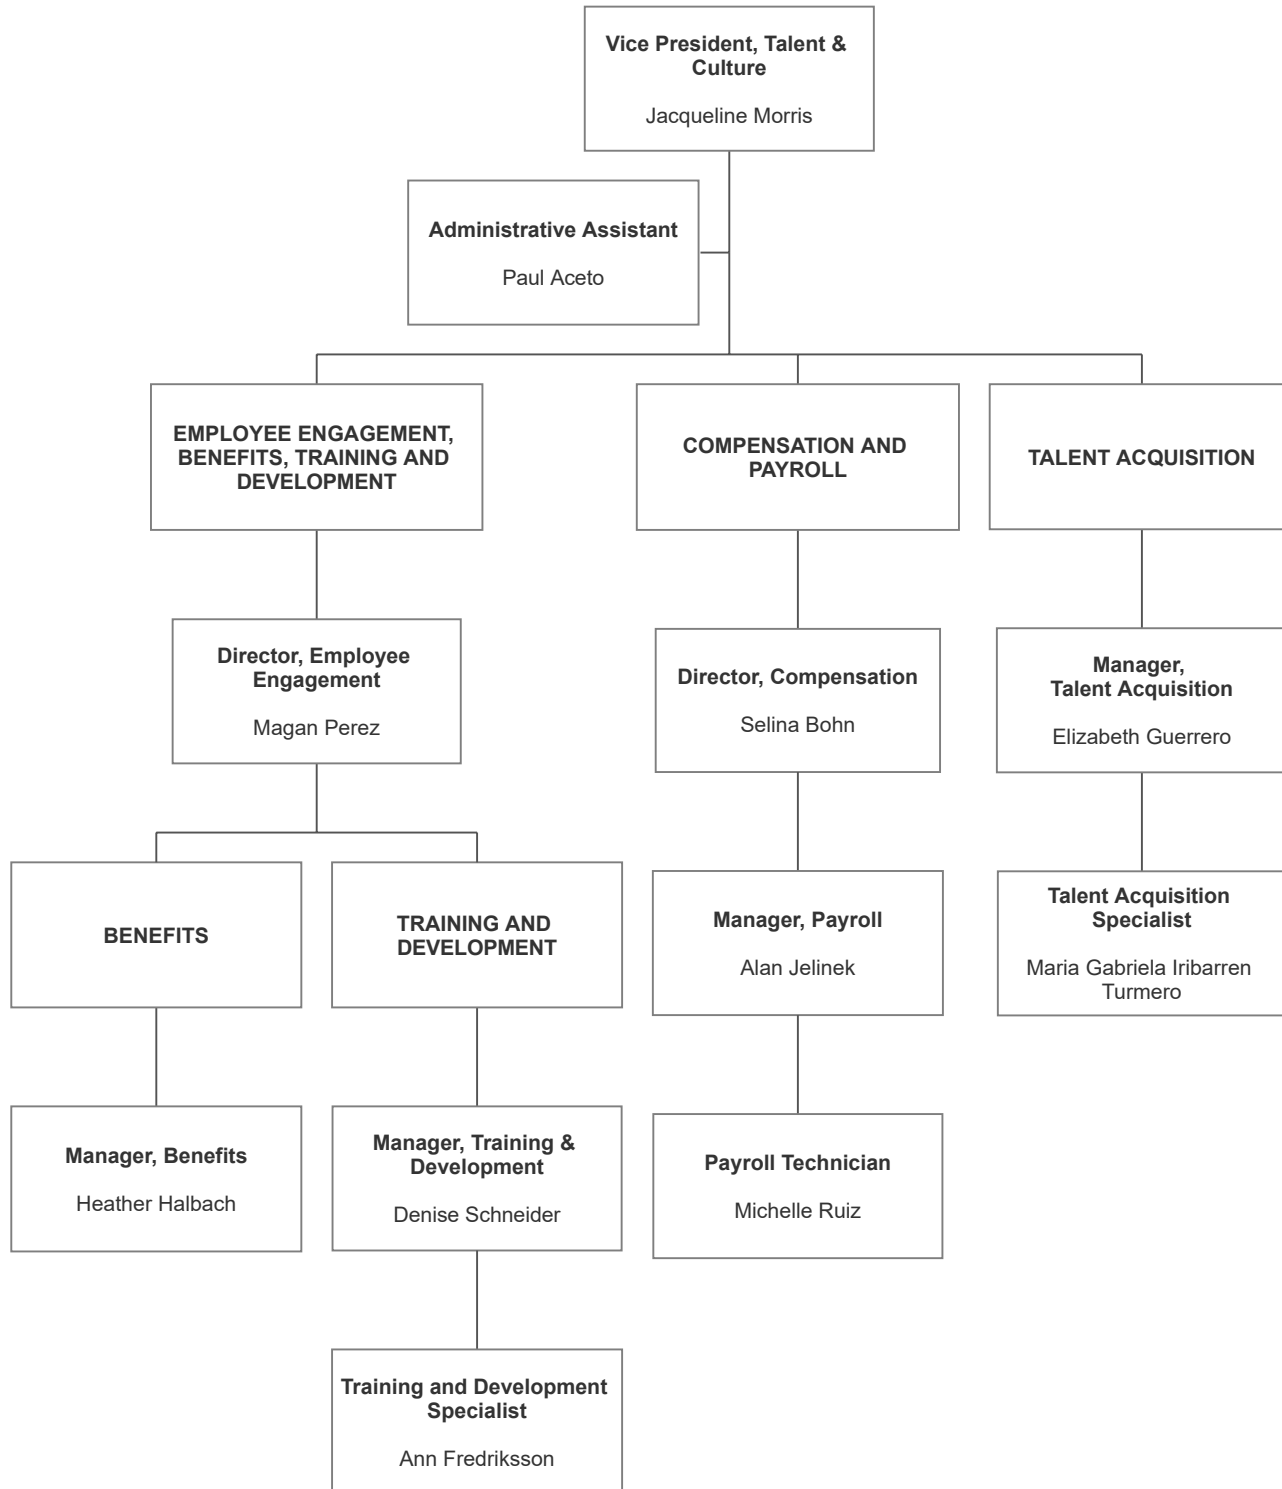 Vice President, Talent &
Culture
Jacqueline Morris
Administrative Assistant
Paul Aceto
EMPLOYEE ENGAGEMENT,
BENEFITS, TRAINING AND
DEVELOPMENT
COMPENSATION AND
PAYROLL
TALENT ACQUISITION
Director, Employee
Engagement
Magan Perez
Director, Compensation
Selina Bohn
Manager,
Talent Acquisition
Elizabeth Guerrero
BENEFITS
TRAINING AND
DEVELOPMENT
Manager, Payroll
Alan Jelinek
Talent Acquisition
Specialist
Maria Gabriela Iribarren
Turmero
Manager, Benefits
Heather Halbach
Manager, Training &
Development
Denise Schneider
Payroll Technician
Michelle Ruiz
Training and Development
Specialist
Ann Fredriksson